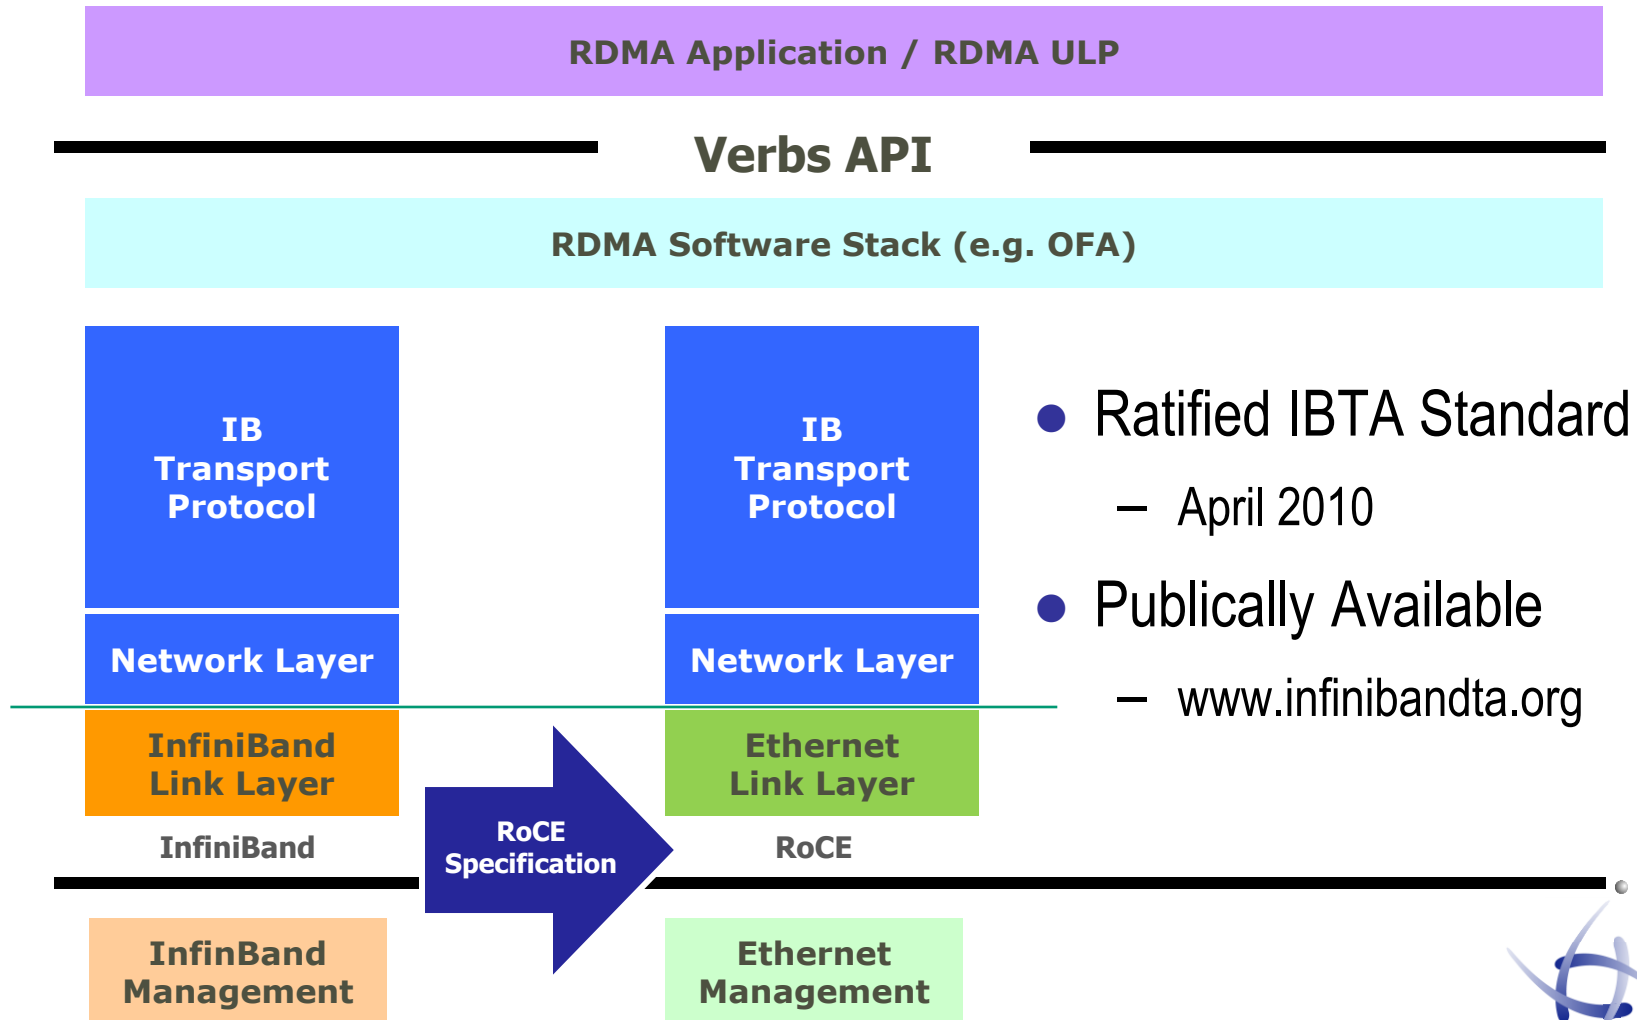 RDMA Application / RDMA ULP
Verbs API
RDMA Software Stack (e.g. OFA)
IB
Transport
Protocol
Network Layer
InfiniBand
Link Layer
InfiniBand
RoCE
Specification
IB
Transport
Protocol
Network Layer
Ethernet
Link Layer
RoCE
Ratified IBTA Standard
– April 2010
Publically Available
– www.infinibandta.org
InfinBand
Management
Ethernet
Management